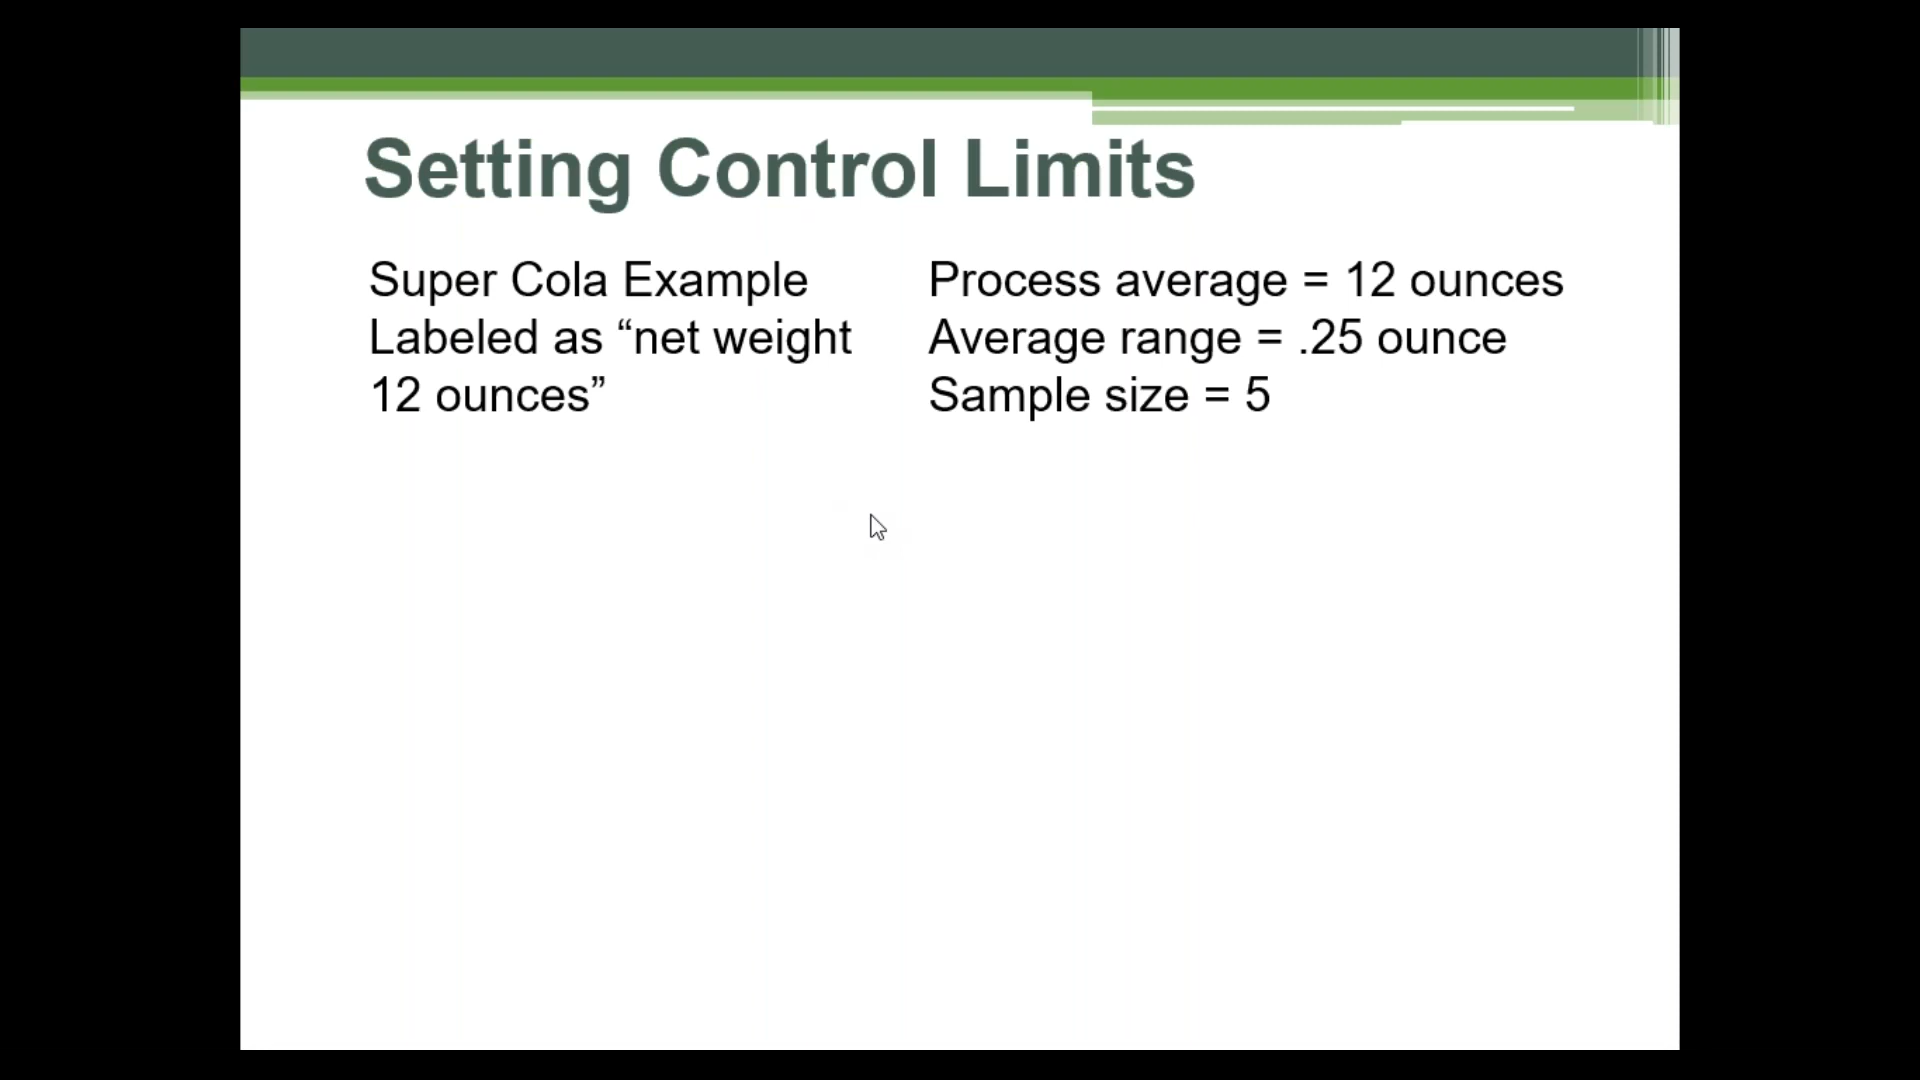 Setting Control Limits
Super Cola Example
Labeled as “net weight
12 ounces”
Process average = 12 ounces
Average range = .25 ounce
Sample size = 5